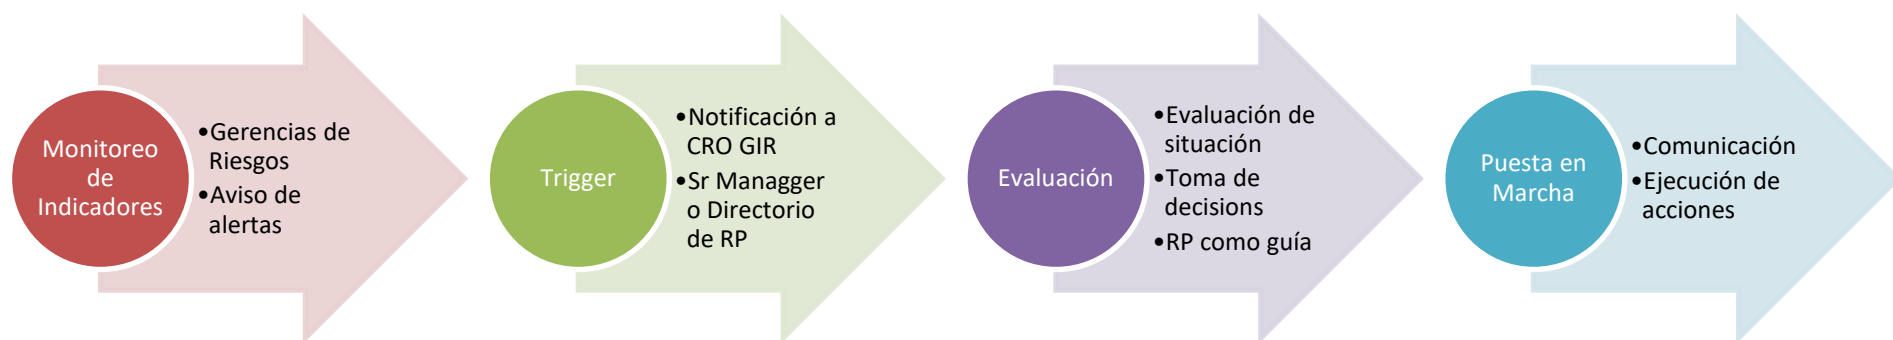 Monitoreo
de
Indicadores
•Gerencias de
Riesgos
•Aviso de
alertas
Trigger
•Notificación a
CRO GIR
•Sr Managger
o Directorio
de RP
Evaluación
•Evaluación de
situación
•Toma de
decisions
•RP como guía
Puesta en
Marcha
•Comunicación
•Ejecución de
acciones